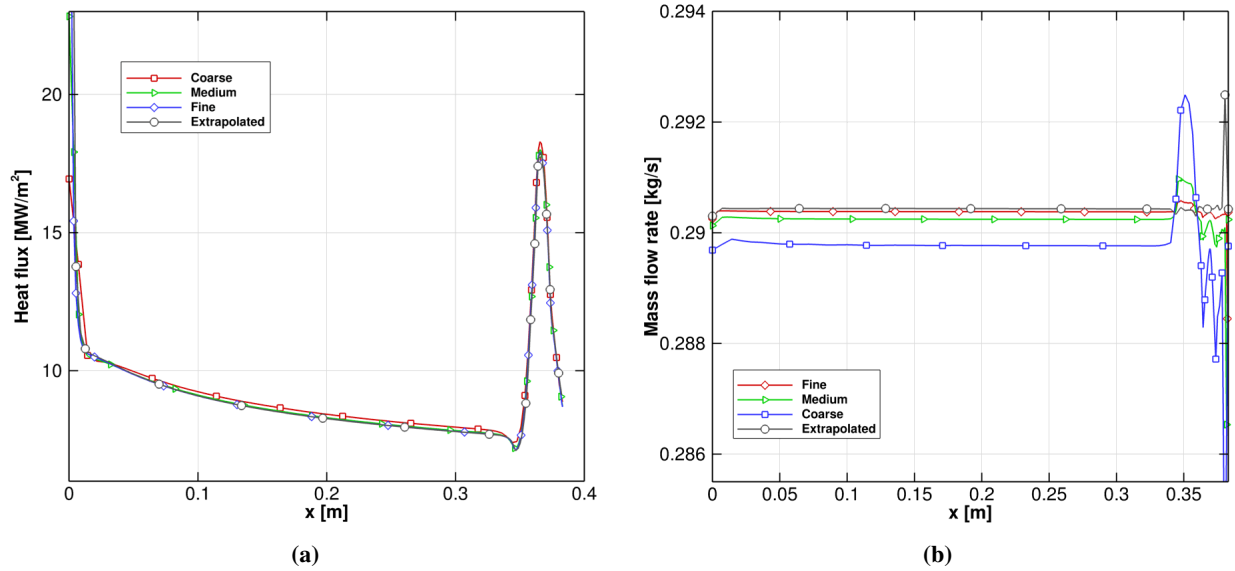 Heat flux [MW/m²]
20
15
10
0
0.1
0.2
0.3
0.4
x [m]
Coarse
Medium
Fine
Extrapolated
(a)
Mass flow rate [kg/s]
0.294
0.292
0.29
0.288
0.286
0
0.05
0.1
0.15
0.2
0.25
0.3
0.35
x [m]
Fine
Medium
Coarse
Extrapolated
(b)